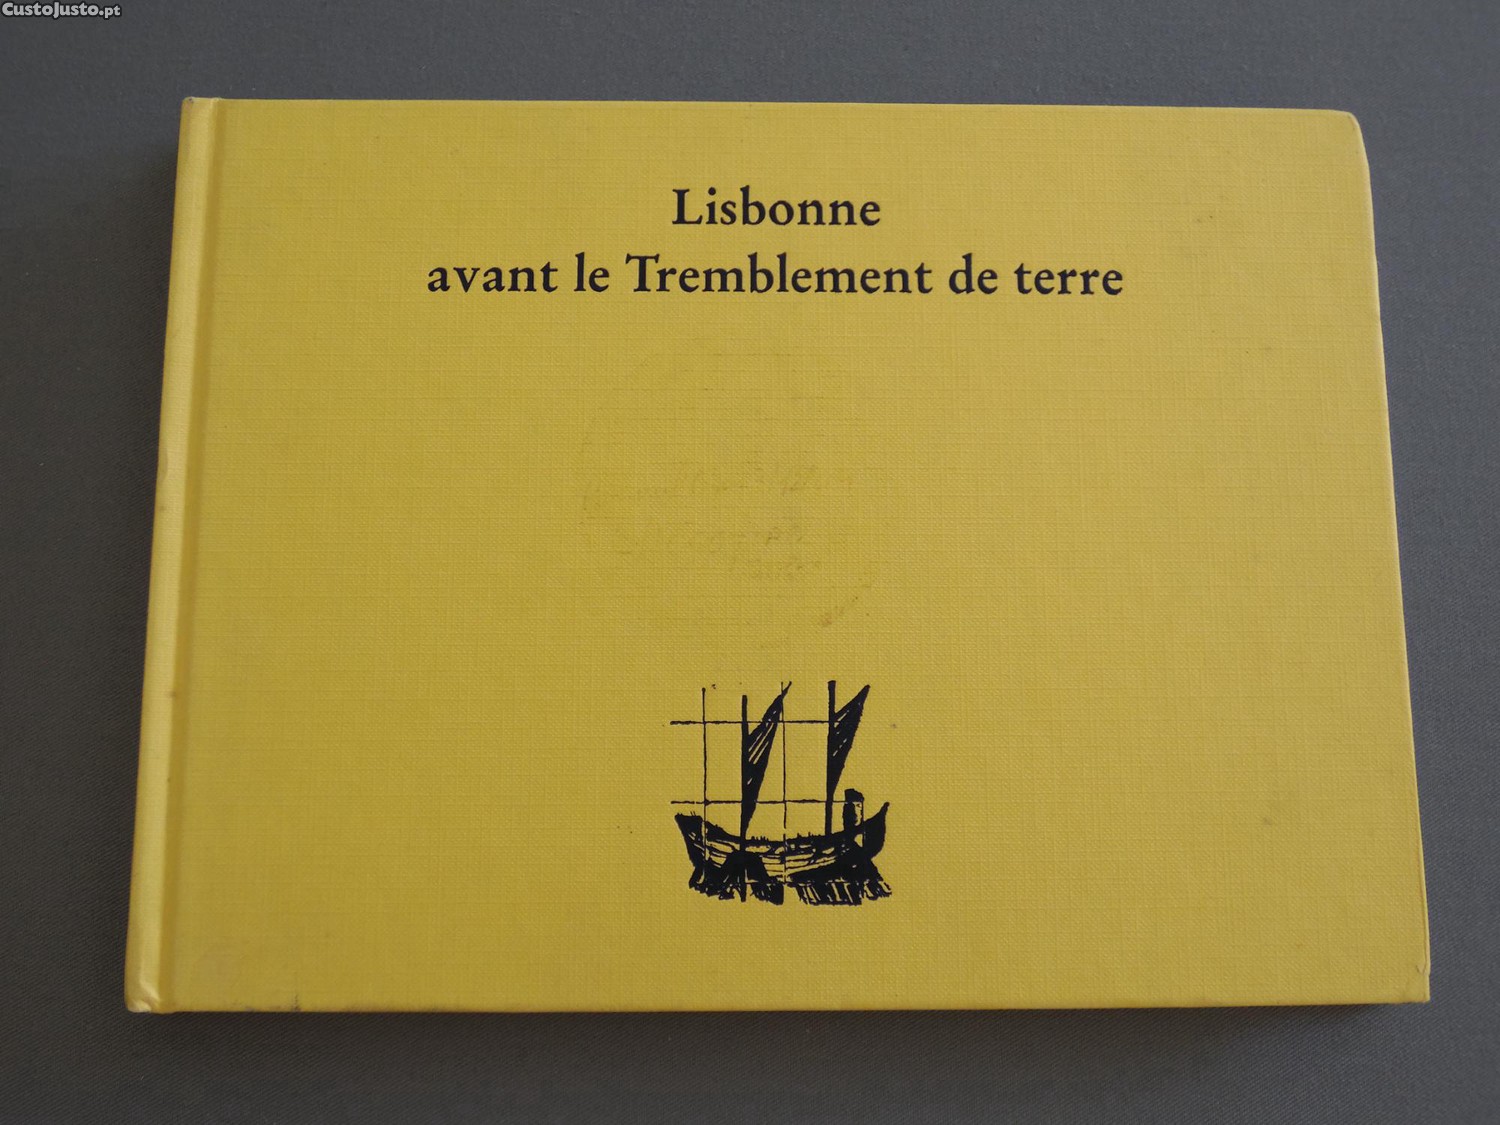 CustoJusto.pt
Lisbonne
avant le Tremblement de terre